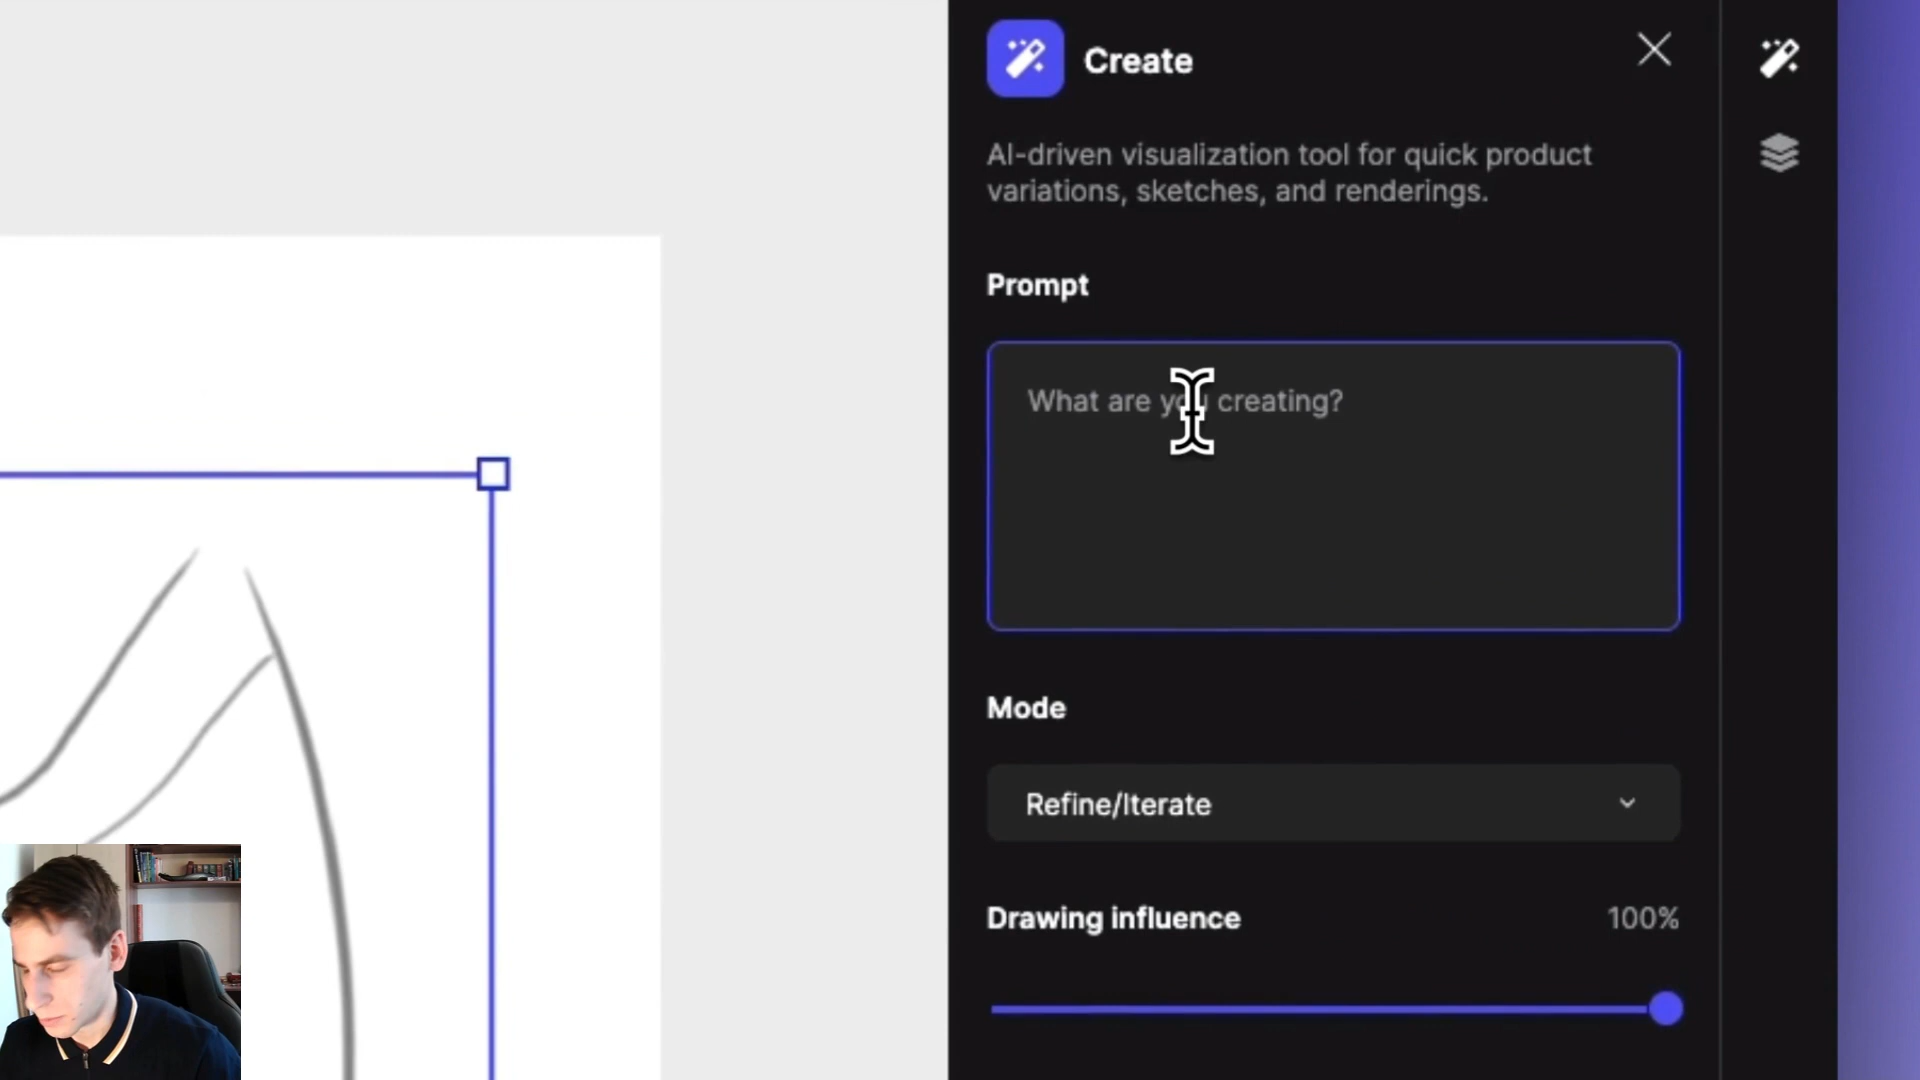 Create
AI-driven visualization tool for quick product
variations, sketches, and renderings.
Prompt
What are you creating?
Mode
Refine/Iterate
Drawing influence
100%